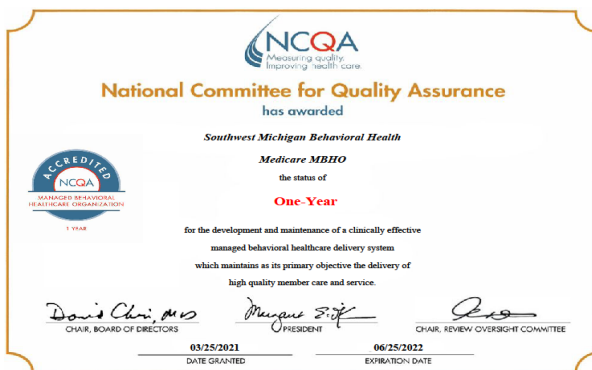 NCQA
Measuring quality.
Improving health care.
National Committee for Quality Assurance
has awarded
Southwest Michigan Behavioral Health
Medicare MBHO
the status of
One-Year
ACCREDITED
NCQA
MANAGED BEHAVIORAL
HEALTHCARE ORGANIZATION
1 YEAR
for the development and maintenance of a clinically effective
managed behavioral healthcare delivery system
which maintains as its primary objective the delivery of
high quality member care and service.
CHAIR, BOARD OF DIRECTORS
PRESIDENT
CHAIR, REVIEW OVERSIGHT COMMITTEE
03/25/2021
06/25/2022
DATE GRANTED
EXPIRATION DATE